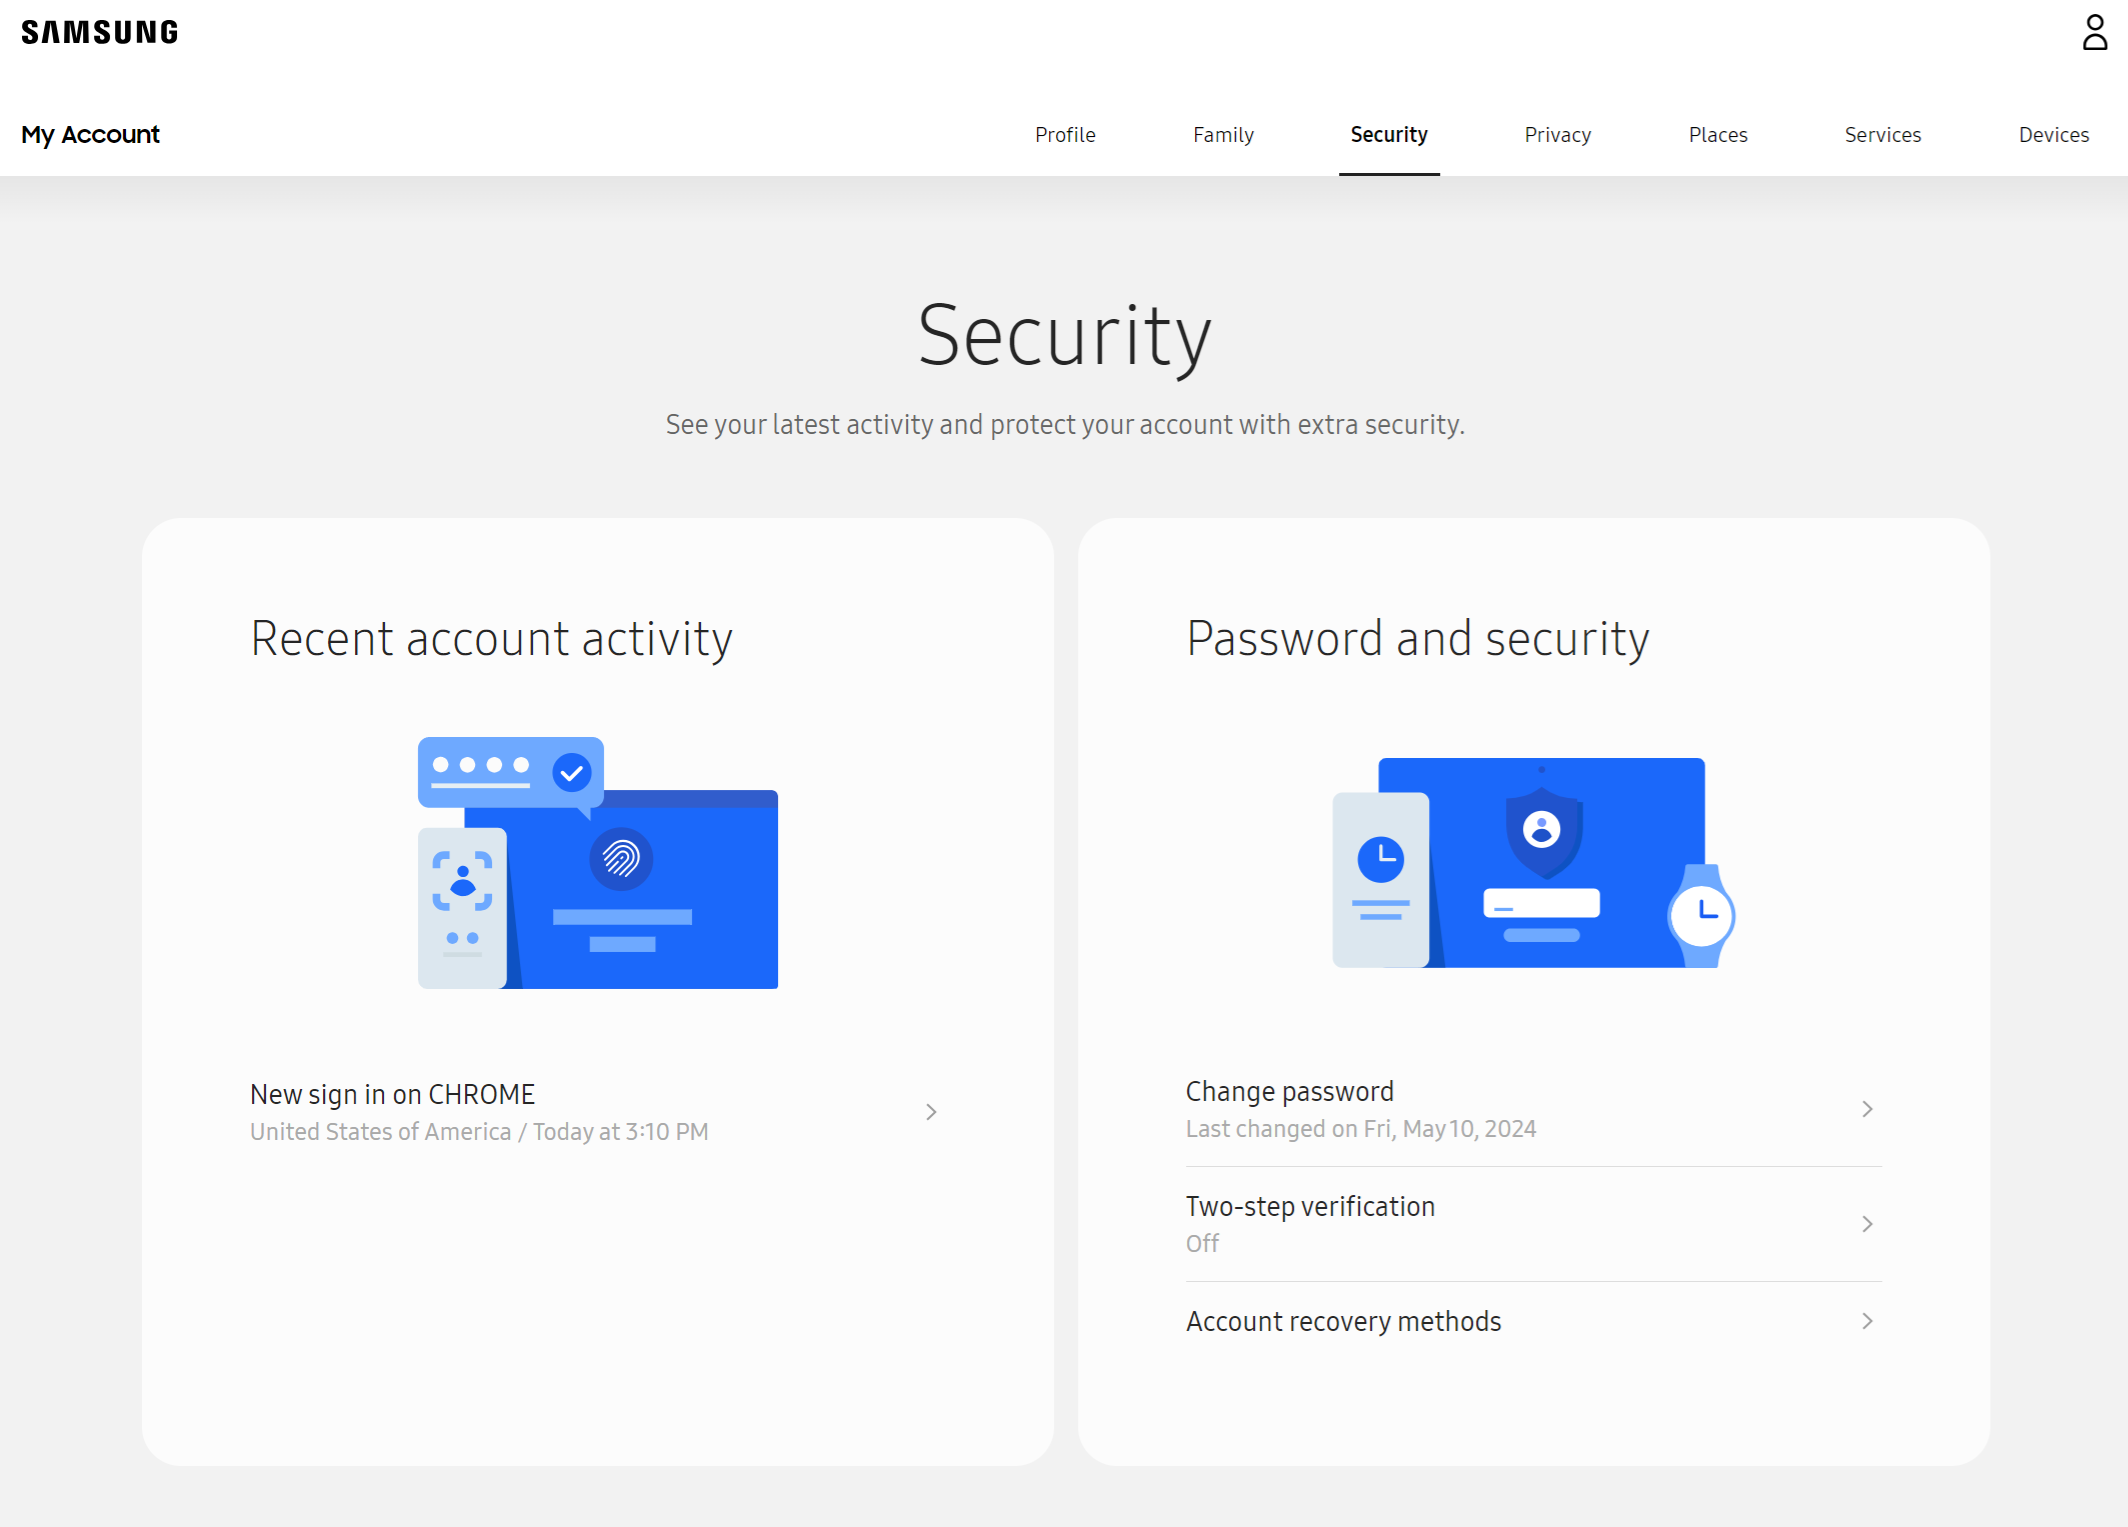 SAMSUNG
My Account
Profile
Family
Security
Privacy
Places
Services
Devices
Security
See your latest activity and protect your account with extra security.
Recent account activity
New sign in on CHROME
United States of America / Today at 3:10 PM
Password and security
Change password
Last changed on Fri, May 10, 2024
Two-step verification
Off
Account recovery methods